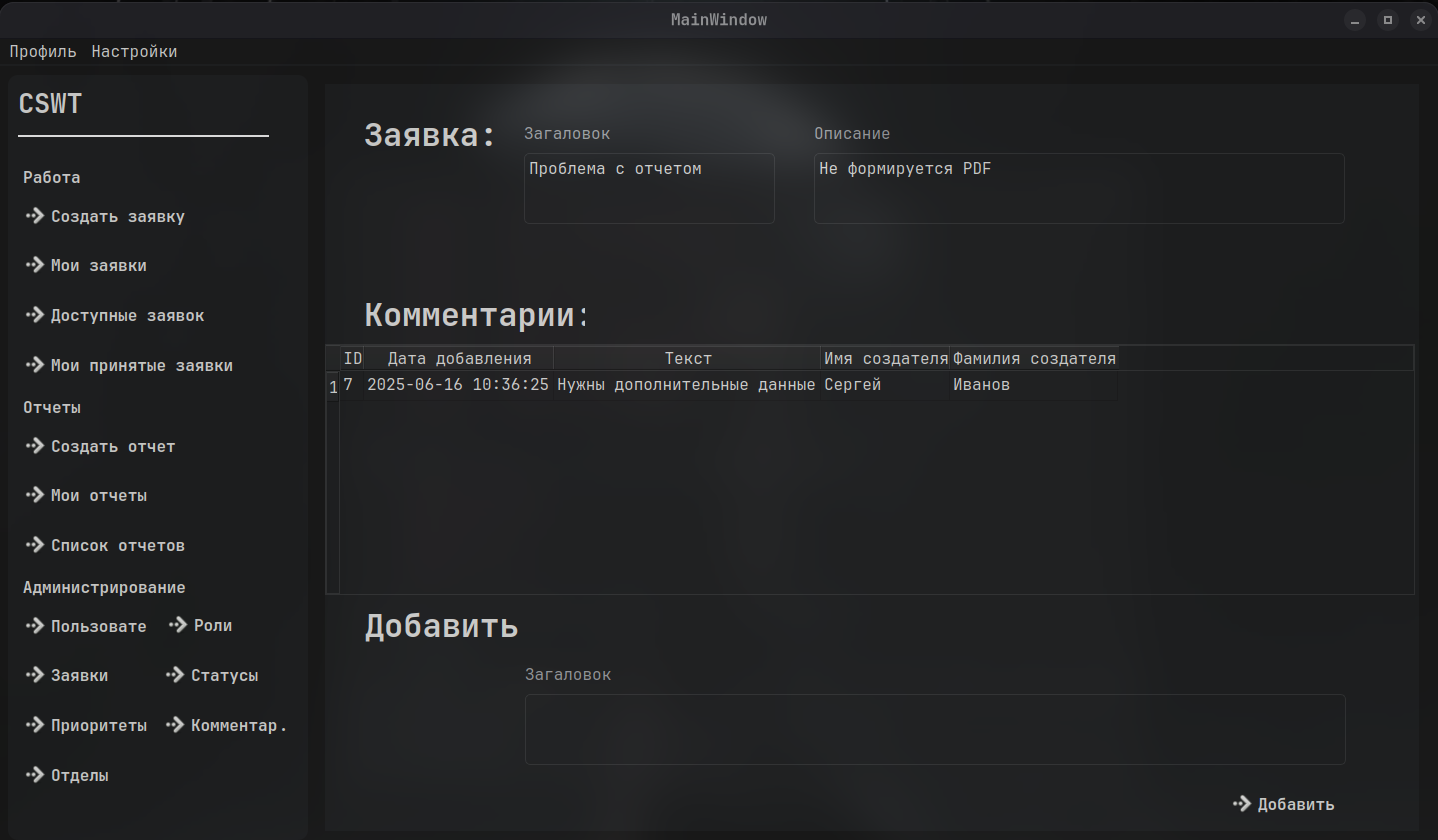 MainWindow
Профиль Настройки
CSWT
Работа
Создать заявку
Мои заявки
Доступные заявок
Мои принятые заявки
Отчеты
Создать отчет
Мои отчеты
Список отчетов
Администрирование
Пользовате Роли
Заявки Статусы
Приоритеты Комментар.
Отделы
Заявка:
Загаловок Описание
Проблема с отчетом Не формируется PDF
Комментарии:
ID Дата добавления Текст Имя создателя Фамилия создателя
1 7 2025-06-16 10:36:25 Нужны дополнительные данные Сергей Иванов
Добавить
Загаловок
Добавить